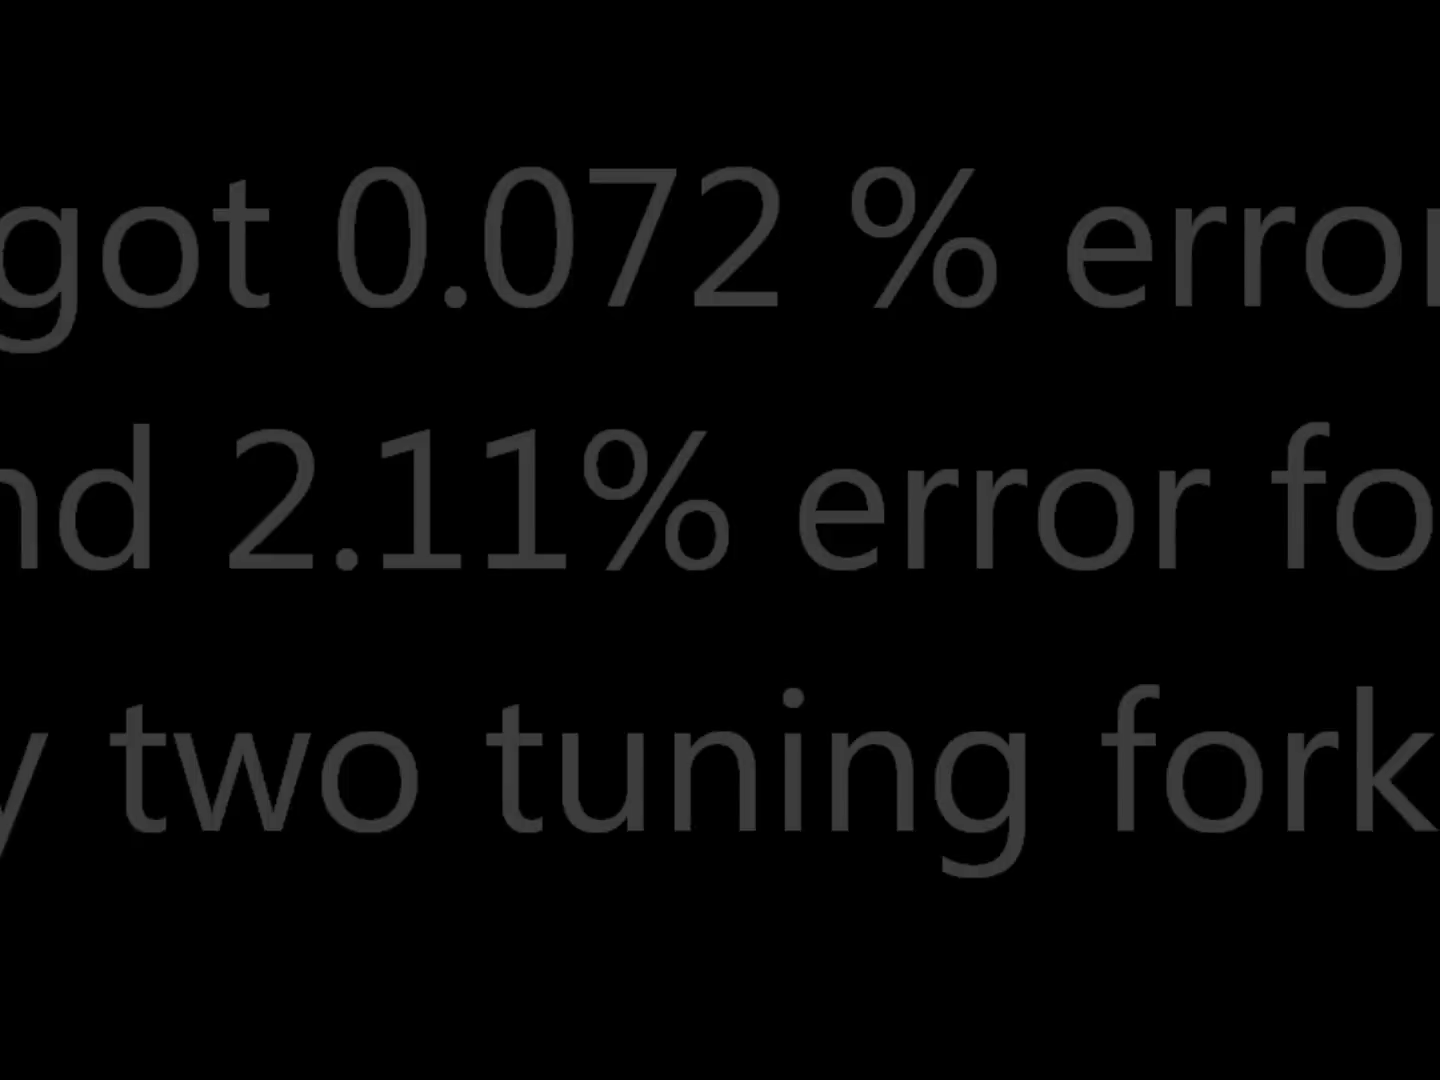 got 0.072 % error
nd 2.11% error fo
y two tuning fork